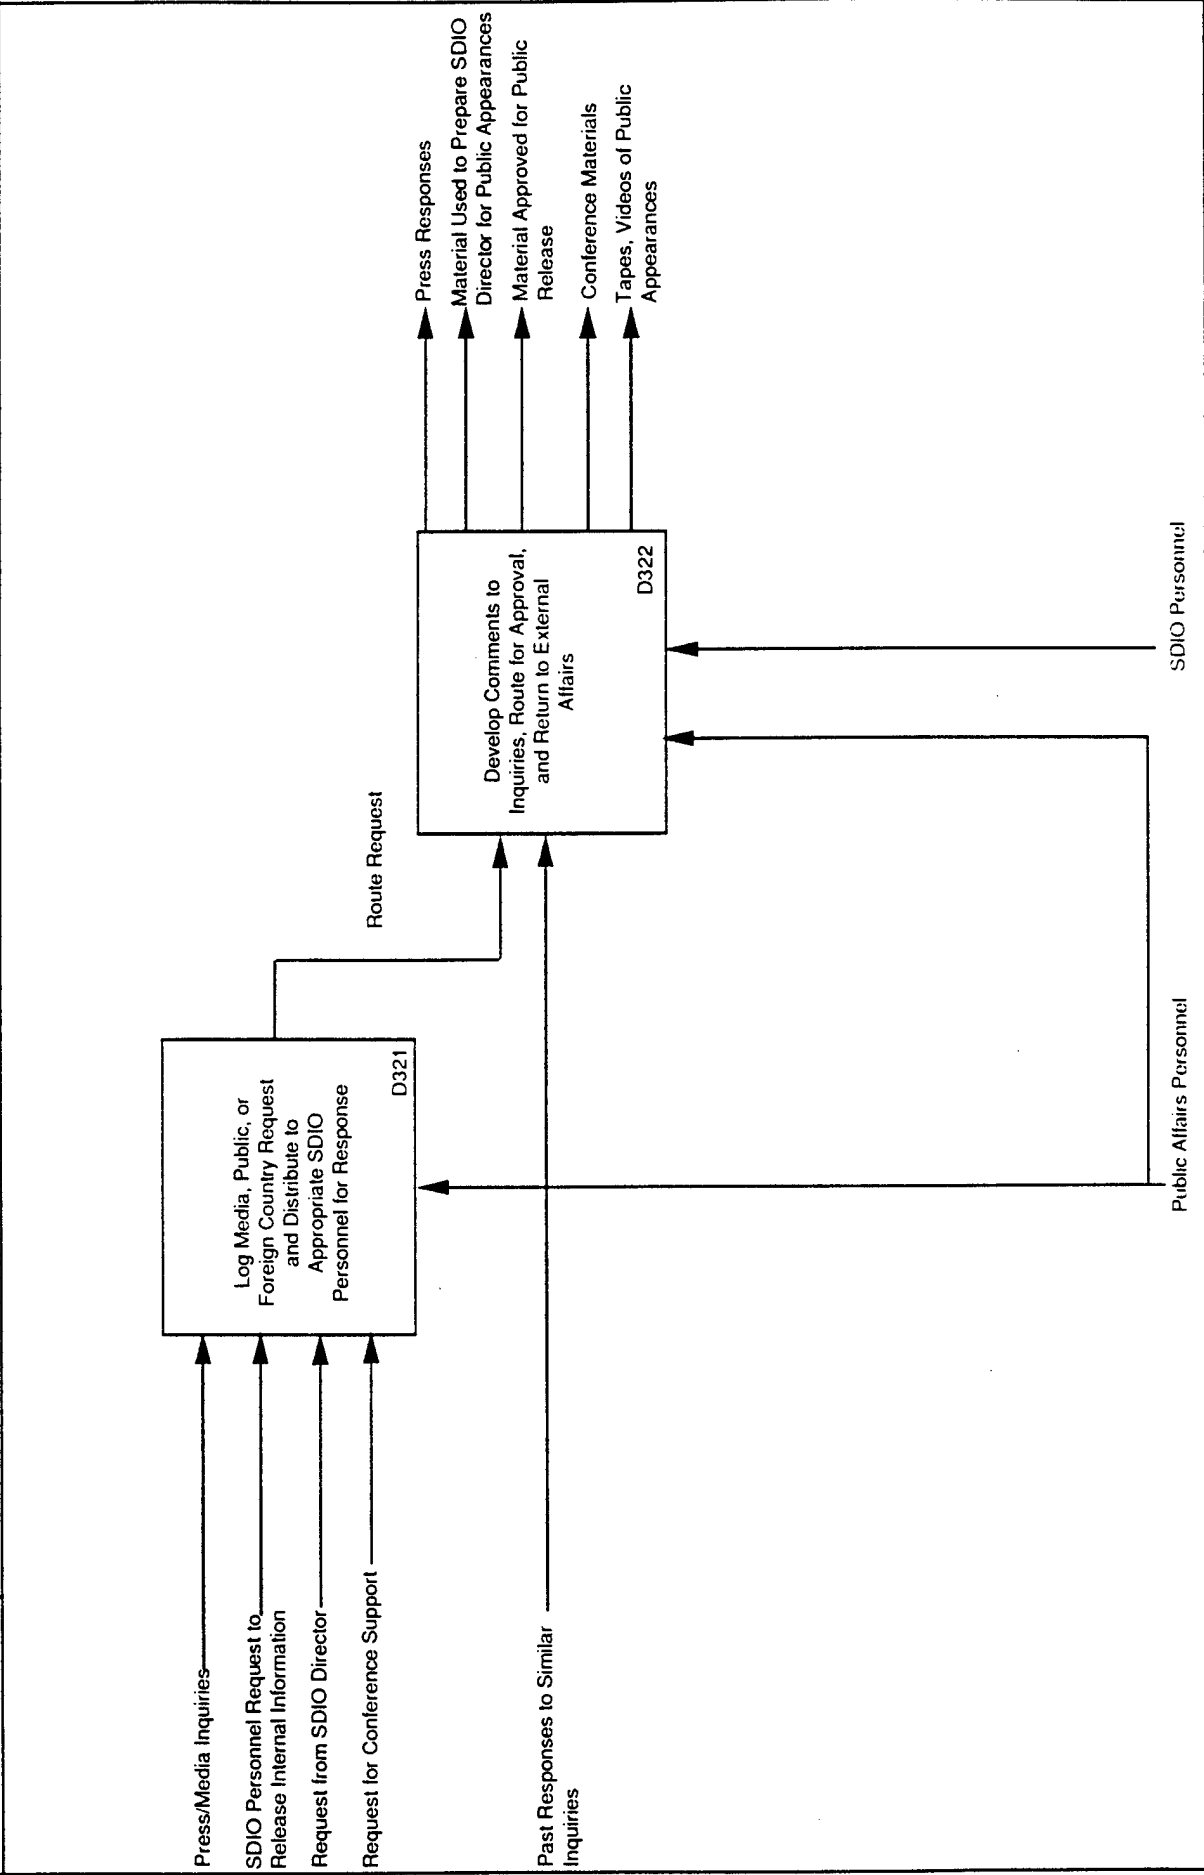 Press/Media Inquiries
SDIO Personnel Request to
Release Internal Information
Request from SDIO Director
Request for Conference Support
Past Responses to Similar
Inquiries
Log Media, Public, or
Foreign Country Request
and Distribute to
Appropriate SDIO
Personnel for Response
D321
Route Request
Develop Comments to
Inquiries, Route for Approval,
and Return to External
Affairs
D322
Press Responses
Material Used to Prepare SDIO
Director for Public Appearances
Material Approved for Public
Release
Conference Materials
Tapes, Videos of Public
Appearances
Public Affairs Personnel
SDIO Personnel